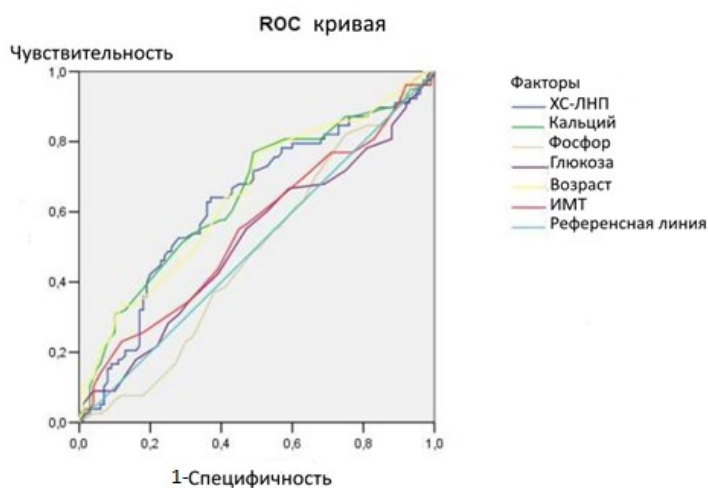 ROC кривая
Чувствительность
1,0
0,8
0,6
0,4
0,2
0,0
0,0 0,2 0,4 0,6 0,8 1,0
1-Специфичность
Факторы
ХС-ЛНП
Кальций
Фосфор
Глюкоза
Возраст
ИМТ
Референсная линия